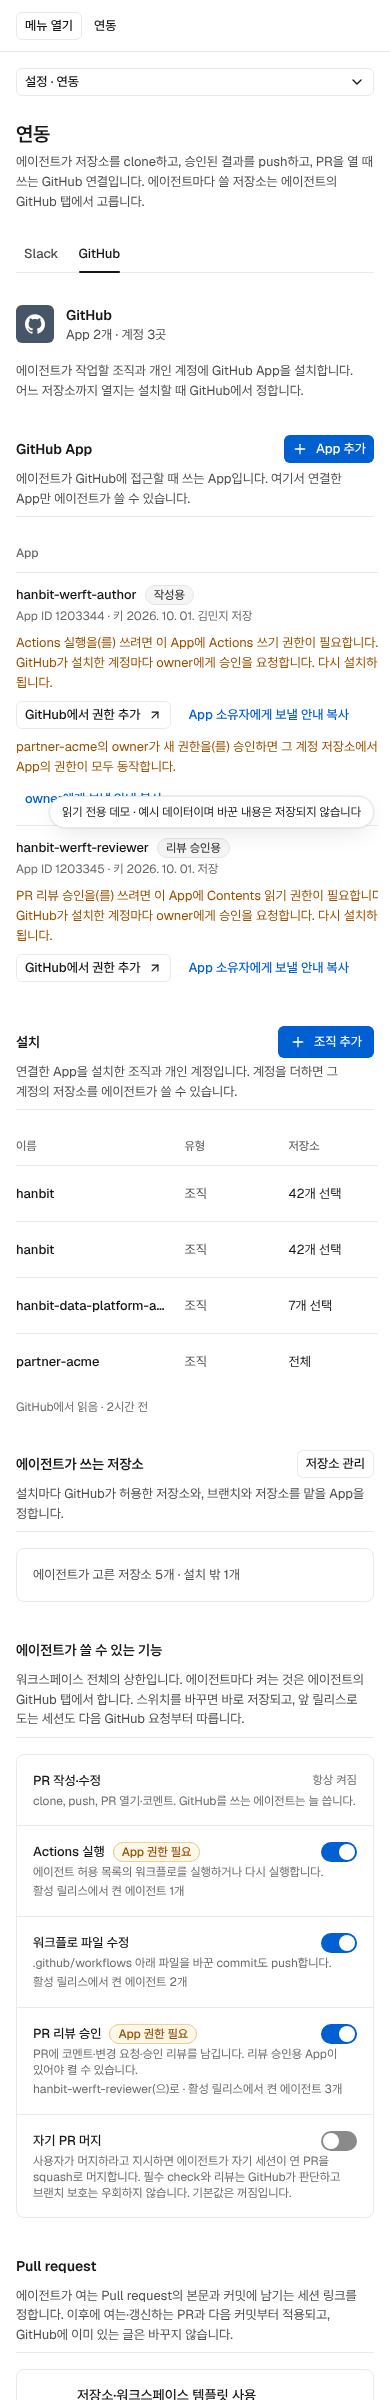 메뉴 열기 연동
설정 · 연동
연동
에이전트가 저장소를 clone하고, 승인된 결과를 push하고, PR을 열 때
쓰는 GitHub 연결입니다. 에이전트마다 쓸 저장소는 에이전트의
GitHub 탭에서 고릅니다.
Slack GitHub
GitHub
App 2개 · 계정 3곳
에이전트가 작업할 조직과 개인 계정에 GitHub App을 설치합니다.
어느 저장소까지 열지는 설치할 때 GitHub에서 정합니다.
GitHub App
App 추가
에이전트가 GitHub에 접근할 때 쓰는 App입니다. 여기서 연결한
App만 에이전트가 쓸 수 있습니다.
App
hanbit-werft-author 작성용
App ID 1203344 · 키 2026. 10. 01. 김민지 저장
Actions 실행을(를) 쓰려면 이 App에 Actions 쓰기 권한이 필요합니다.
GitHub가 설치한 계정마다 owner에게 승인을 요청합니다. 다시 설치하
됩니다.
GitHub에서 권한 추가 App 소유자에게 보낼 안내 복사
partner-acme의 owner가 새 권한을(를) 승인하면 그 계정 저장소에서
App의 권한이 모두 동작합니다.
읽기 전용 데모 · 예시 데이터이며 바꾼 내용은 저장되지 않습니다
hanbit-werft-reviewer 리뷰 승인용
App ID 1203345 · 키 2026. 10. 01. 저장
PR 리뷰 승인을(를) 쓰려면 이 App에 Contents 읽기 권한이 필요합니다
GitHub가 설치한 계정마다 owner에게 승인을 요청합니다. 다시 설치하
됩니다.
GitHub에서 권한 추가 App 소유자에게 보낼 안내 복사
설치
조직 추가
연결한 App을 설치한 조직과 개인 계정입니다. 계정을 더하면 그
계정의 저장소를 에이전트가 쓸 수 있습니다.
이름 유형 저장소
hanbit 조직 42개 선택
hanbit 조직 42개 선택
hanbit-data-platform-a… 조직 7개 선택
partner-acme 조직 전체
GitHub에서 읽음 · 2시간 전
에이전트가 쓰는 저장소
저장소 관리
설치마다 GitHub가 허용한 저장소와, 브랜치와 저장소를 맡을 App을
정합니다.
에이전트가 고른 저장소 5개 · 설치 밖 1개
에이전트가 쓸 수 있는 기능
워크스페이스 전체의 상한입니다. 에이전트마다 켜는 것은 에이전트의
GitHub 탭에서 합니다. 스위치를 바꾸면 바로 저장되고, 앞 릴리스로
도는 세션도 다음 GitHub 요청부터 따릅니다.
PR 작성·수정 항상 켜짐
clone, push, PR 열기·코멘트. GitHub를 쓰는 에이전트는 늘 씁니다.
Actions 실행 App 권한 필요
에이전트 허용 목록의 워크플로를 실행하거나 다시 실행합니다.
활성 릴리스에서 켠 에이전트 1개
워크플로 파일 수정
.github/workflows 아래 파일을 바꾼 commit도 push합니다.
활성 릴리스에서 켠 에이전트 2개
PR 리뷰 승인 App 권한 필요
PR에 코멘트·변경 요청·승인 리뷰를 남깁니다. 리뷰 승인용 App이
있어야 켤 수 있습니다.
hanbit-werft-reviewer(으)로 · 활성 릴리스에서 켠 에이전트 3개
자기 PR 머지
사용자가 머지하라고 지시하면 에이전트가 자기 세션이 연 PR을
squash로 머지합니다. 필수 check와 리뷰는 GitHub가 판단하고
브랜치 보호는 우회하지 않습니다. 기본값은 꺼짐입니다.
Pull request
에이전트가 여는 Pull request의 본문과 커밋에 남기는 세션 링크를
정합니다. 이후에 여는·갱신하는 PR과 다음 커밋부터 적용되고,
GitHub에 이미 있는 글은 바꾸지 않습니다.
저장소·워크스페이스 템플릿 사용